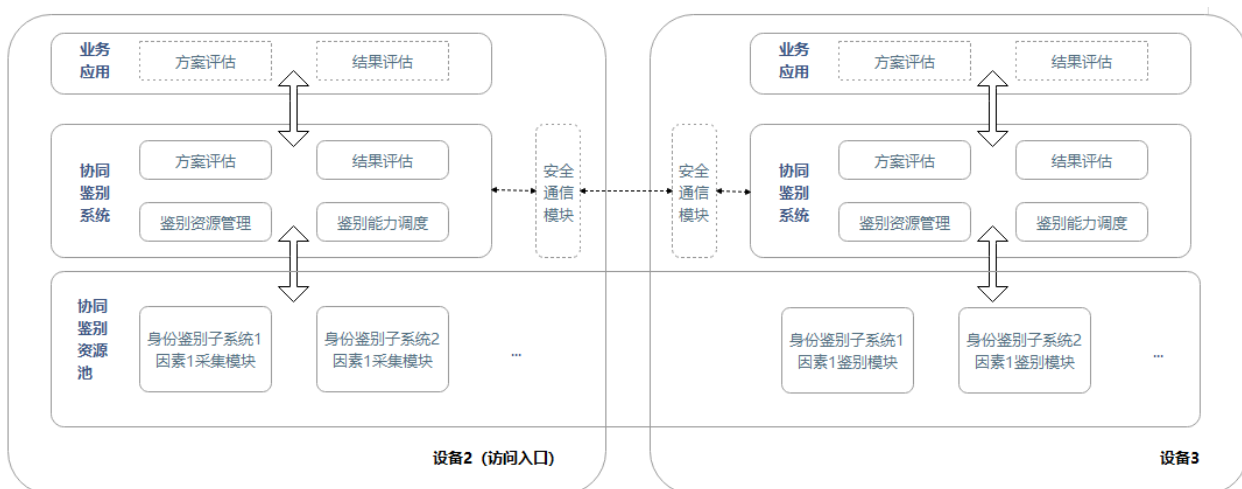 业务
应用
方案评估
结果评估
协同
鉴别
系统
方案评估
结果评估
鉴别资源管理
鉴别能力调度
安全
通信
模块
安全
通信
模块
业务
应用
方案评估
结果评估
协同
鉴别
系统
方案评估
结果评估
鉴别资源管理
鉴别能力调度
协同
鉴别
资源
池
身份鉴别子系统1
因素1采集模块
身份鉴别子系统2
因素1采集模块
...
身份鉴别子系统1
因素1鉴别模块
身份鉴别子系统2
因素1鉴别模块
...
设备2（访问入口）
设备3